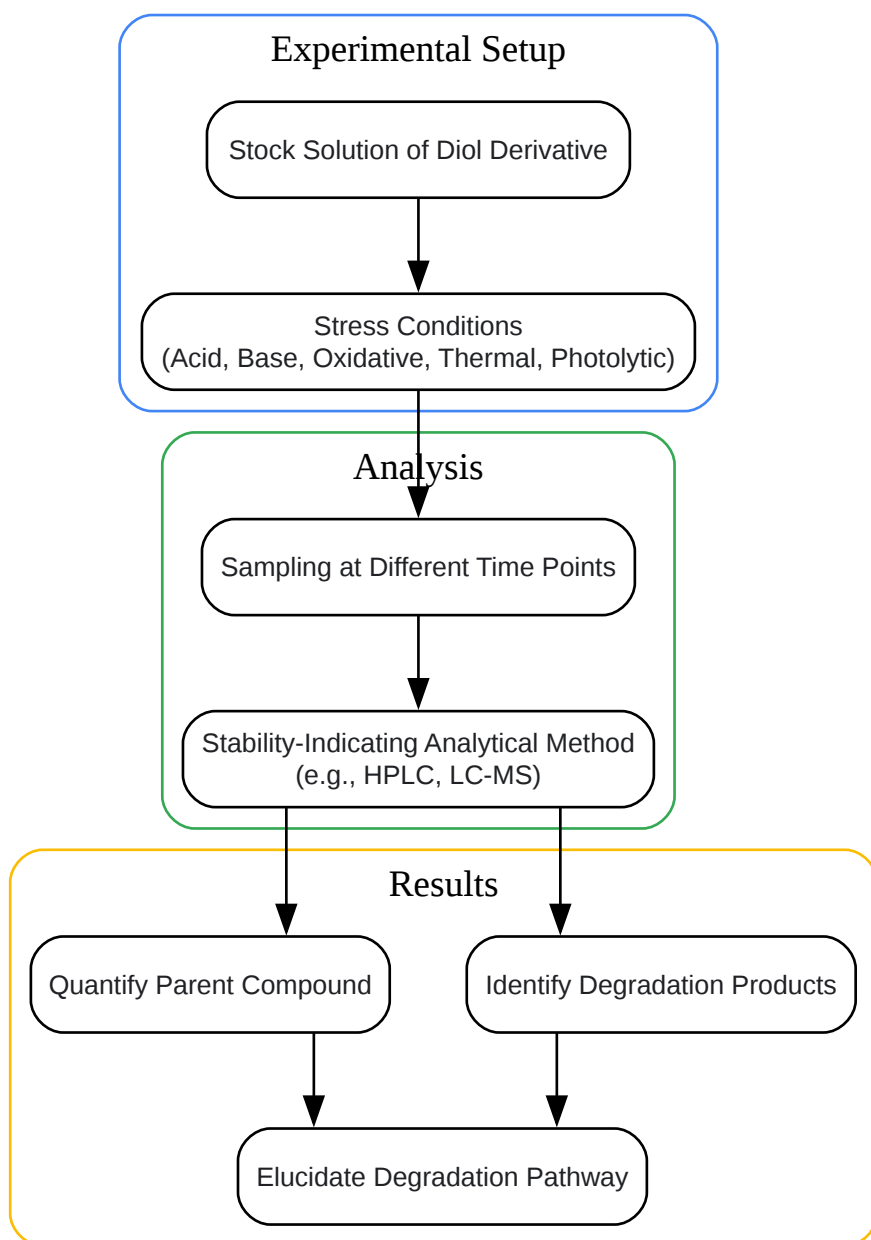 Experimental Setup
Stock Solution of Diol Derivative
Stress Conditions
(Acid, Base, Oxidative, Thermal, Photolytic)
Analysis
Sampling at Different Time Points
Stability-Indicating Analytical Method
(e.g., HPLC, LC-MS)
Results
Quantify Parent Compound
Identify Degradation Products
Elucidate Degradation Pathway